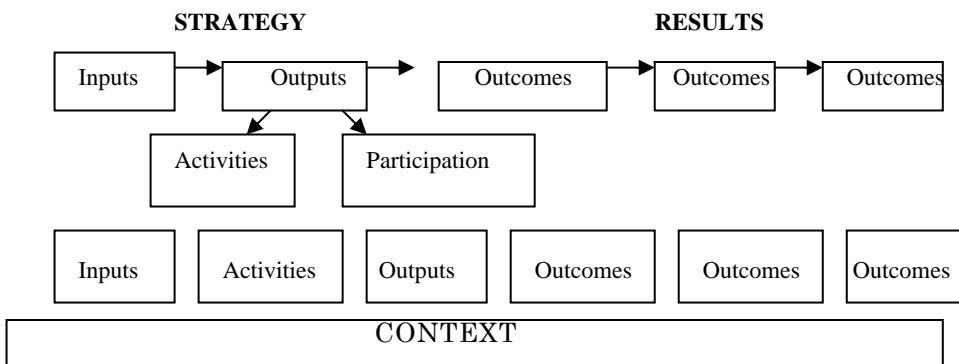 STRATEGY RESULTS
Inputs Outputs Outcomes Outcomes Outcomes
Activities Participation
Inputs Activities Outputs Outcomes Outcomes Outcomes
CONTEXT